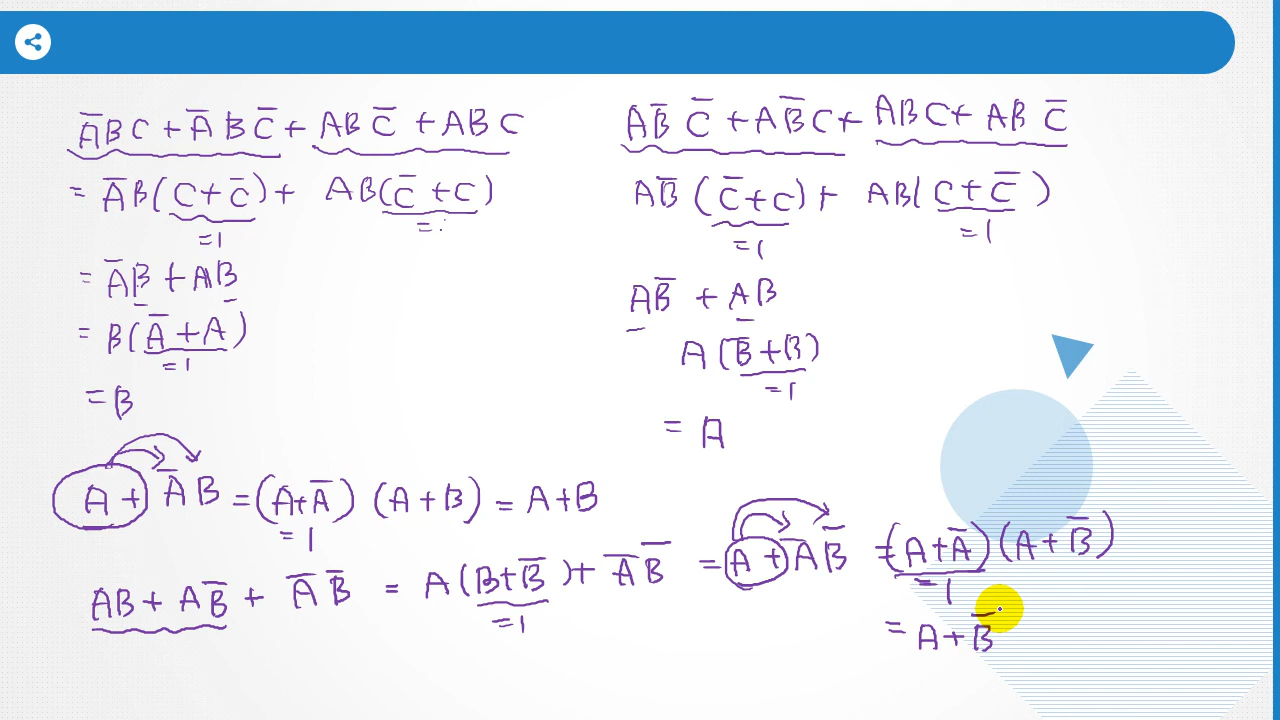 A̅BC + A̅BC̅ + ABC̅ + ABC
= A̅B(C + C̅) + AB(C̅ + C)
=1
= A̅B + AB
= B(A̅ + A)
=1
= B
AB̅C̅ + AB̅C + ABC + ABC̅
AB̅(C̅ + C) + AB(C + C̅)
=1 =1
AB̅ + AB
A(B̅ + B)
=1
= A
A + A̅B = (A + A̅)(A + B) = A + B
=1
AB + AB̅ + A̅B̅ = A(B + B̅) + A̅B̅ = A + A̅B̅ = (A + A̅)(A + B̅)
=1 =1
= A + B̅